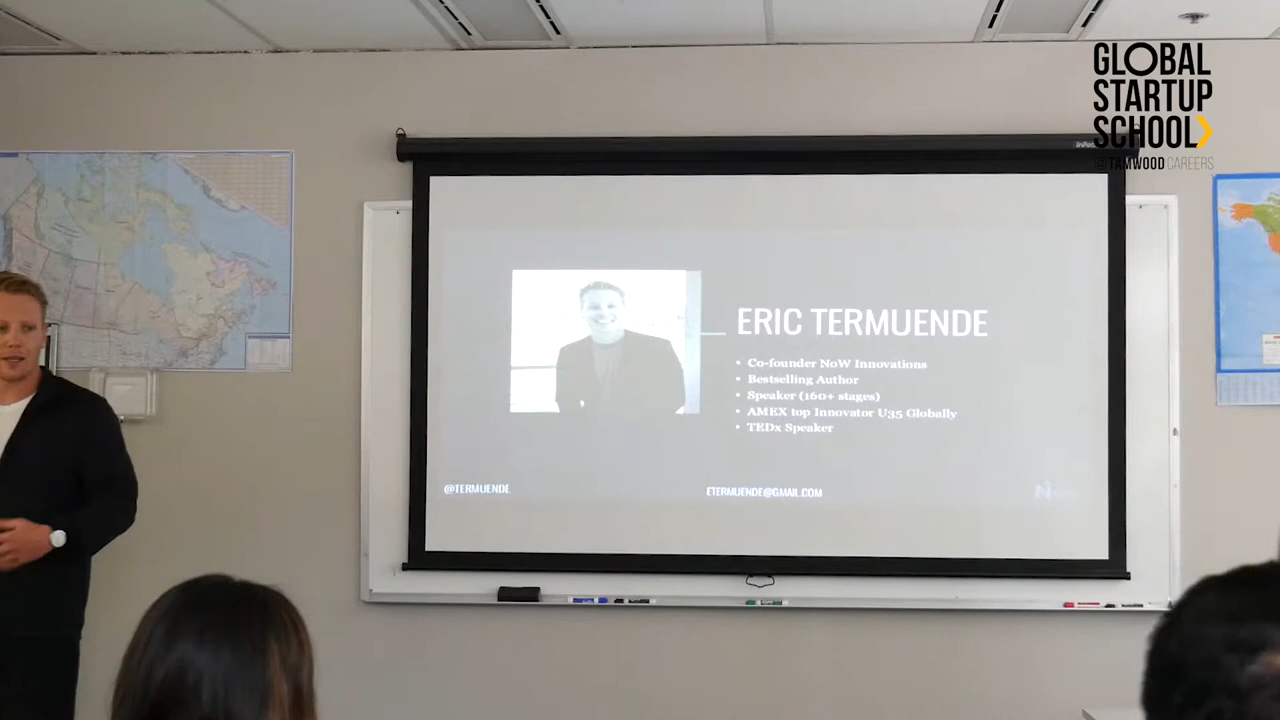 GLOBAL
STARTUP
SCHOOL
@TAMWOOD CAREERS
ERIC TERMUENDE
• Co-founder NoW Innovations
• Bestselling Author
• Speaker (160+ stages)
• AMEX top Innovator U35 Globally
• TEDx Speaker
@TERMUENDE
ETERMUENDE@GMAIL.COM